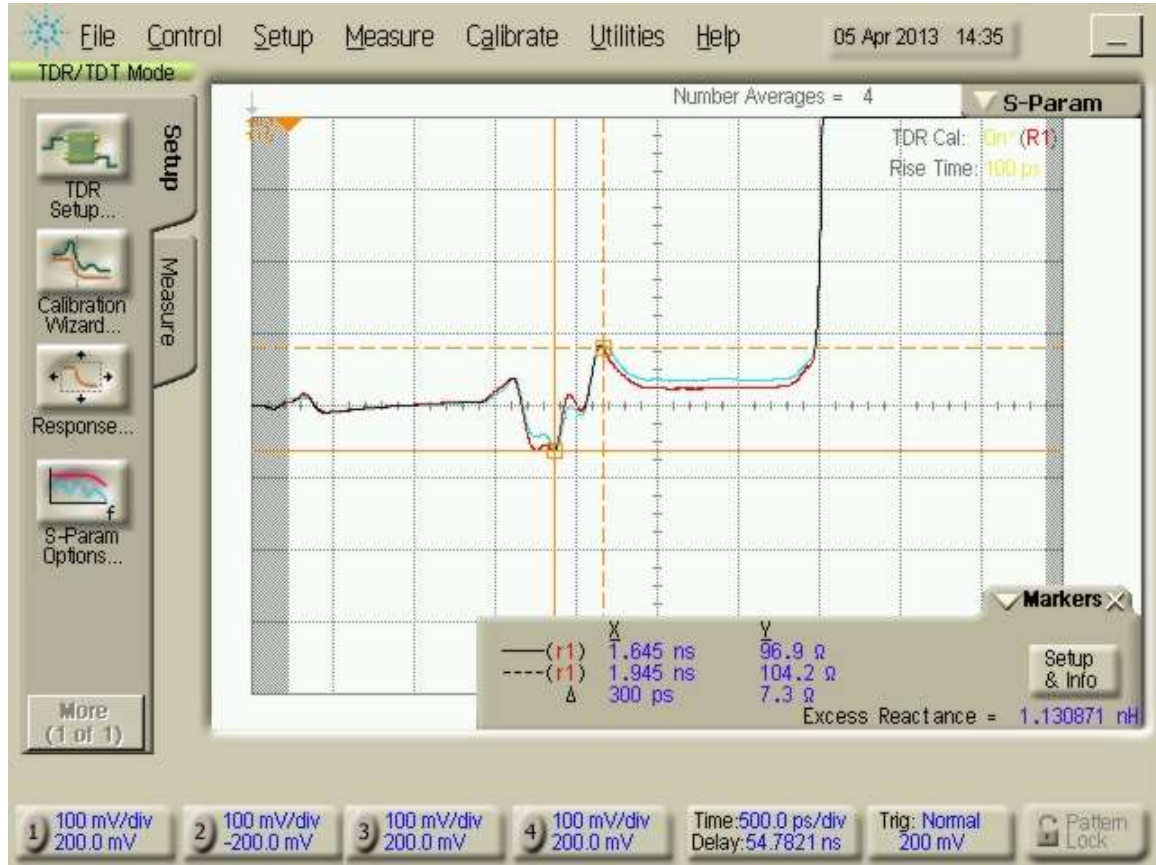 File Control Setup Measure Calibrate Utilities Help 05 Apr 2013 14:35
TDR/TDT Mode
Number Averages = 4
S-Param
TDR Cal: On* (R1)
Rise Time: 100 ps
Setup
Measure
TDR
Setup...
Calibration
Wizard...
Response...
f
S-Param
Options...
More
(1 of 1)
Markers
X Y
(r1) 1.645 ns 96.9 Ω
(r1) 1.945 ns 104.2 Ω
Δ 300 ps 7.3 Ω
Excess Reactance = 1.130871 nH
Setup
& Info
1 100 mV/div
200.0 mV
2 100 mV/div
-200.0 mV
3 100 mV/div
200.0 mV
4 100 mV/div
200.0 mV
Time:500.0 ps/div
Delay:54.7821 ns
Trig: Normal
200 mV
Pattern
Lock